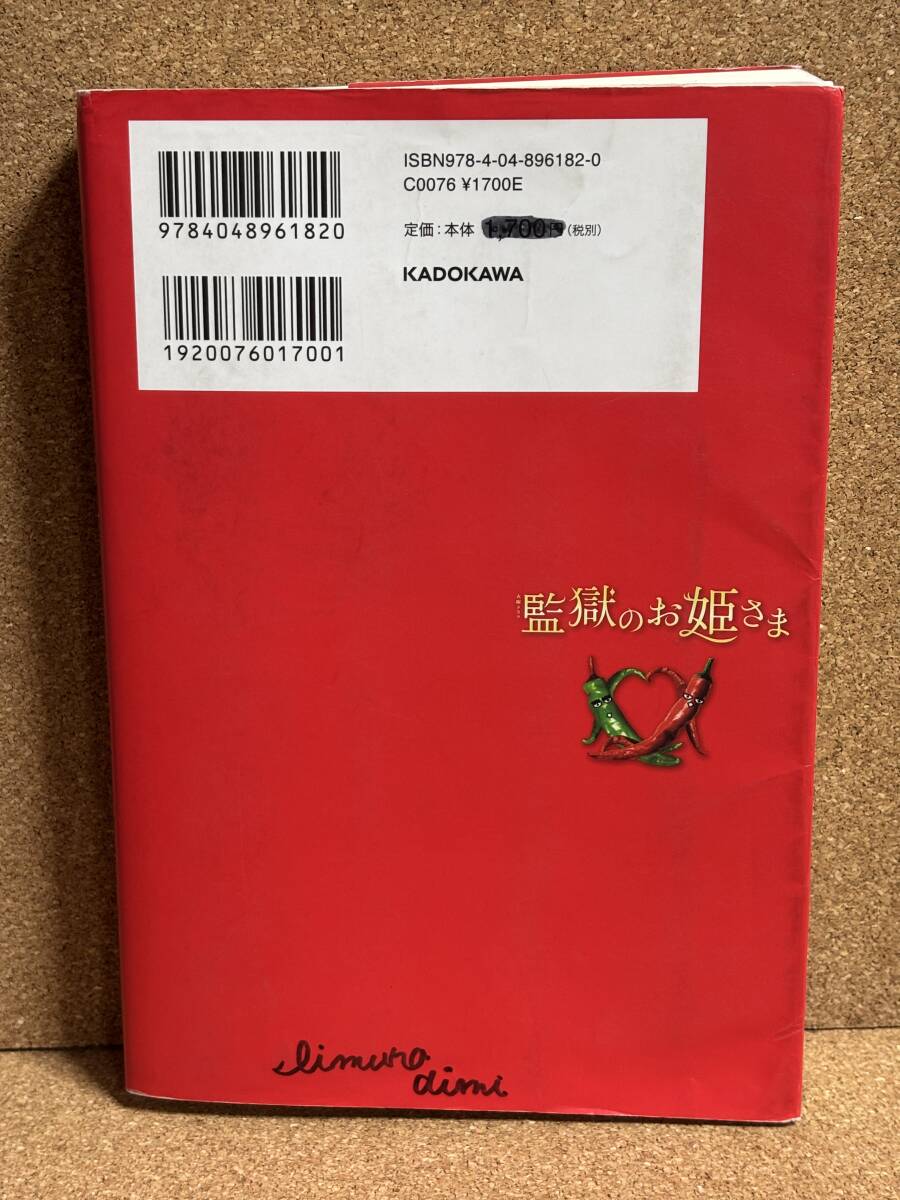 ISBN978-4-04-896182-0
C0076 ¥1700E
9784048961820
定価：本体 1,700円（税別）
KADOKAWA
1920076017001
監獄のお姫さま
dimi